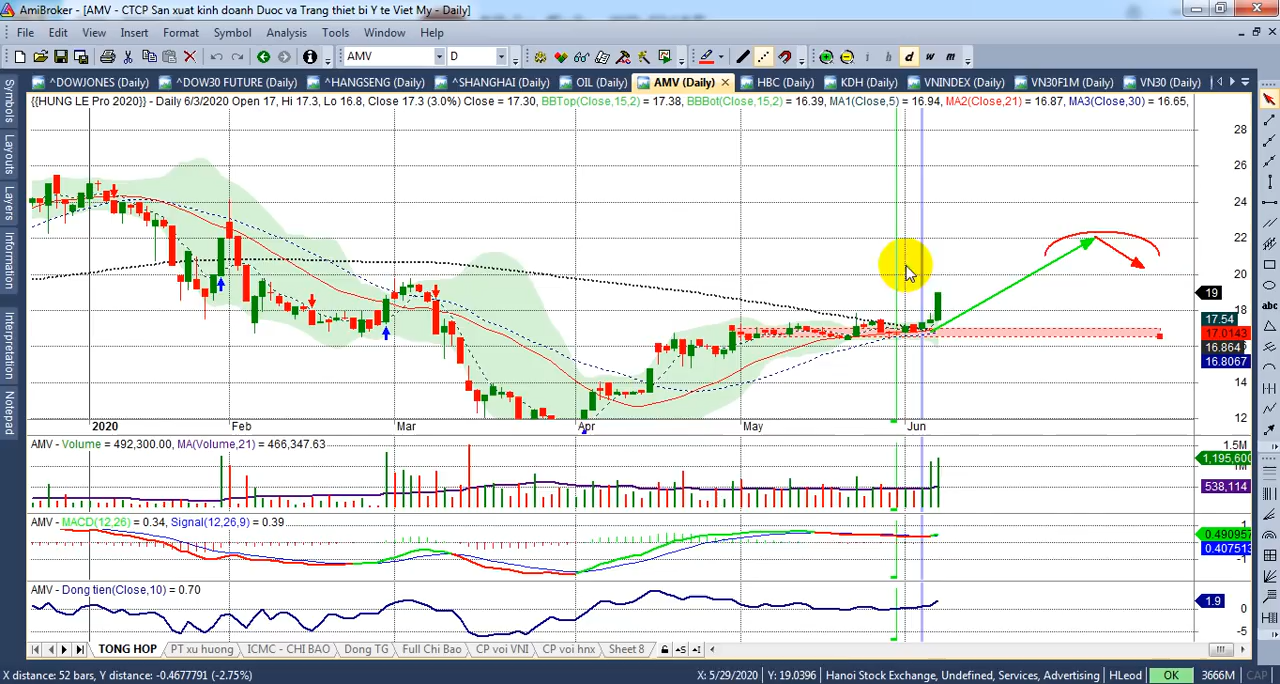 AmiBroker - [AMV - CTCP San xuat kinh doanh Duoc va Trang thiet bi Y te Viet My - Daily]
File Edit View Insert Format Symbol Analysis Tools Window Help
AMV D i h d w m
^DOWJONES (Daily) ^DOW30 FUTURE (Daily) ^HANGSENG (Daily) ^SHANGHAI (Daily) OIL (Daily) AMV (Daily) HBC (Daily) KDH (Daily) VNINDEX (Daily) VN30F1M (Daily) VN30 (Daily)
Symbols
Layouts
Layers
Information
Interpretation
Notepad
{{HUNG LE Pro 2020}} - Daily 6/3/2020 Open 17, Hi 17.3, Lo 16.8, Close 17.3 (3.0%) Close = 17.30, BBTop(Close,15,2) = 17.38, BBBot(Close,15,2) = 16.39, MA1(Close,5) = 16.94, MA2(Close,21) = 16.87, MA3(Close,30) = 16.65,
28
26
24
22
20
19
18
17.54
17.0143
16.864
16.8067
14
12
2020 Feb Mar Apr May Jun
AMV - Volume = 492,300.00, MA(Volume,21) = 466,347.63
1.5M
1,195,600
538,114
AMV - MACD(12,26) = 0.34, Signal(12,26,9) = 0.39
1
0.490957
0.407513
-1
AMV - Dong tien(Close,10) = 0.70
1.9
0
-5
TONG HOP PT xu huong ICMC - CHI BAO Dong TG Full Chi Bao CP voi VNI CP voi hnx Sheet 8
abc
X distance: 52 bars, Y distance: -0.4677791 (-2.75%) X: 5/29/2020 Y: 19.0396 Hanoi Stock Exchange, Undefined, Services, Advertising HLeod OK 3666M CAP